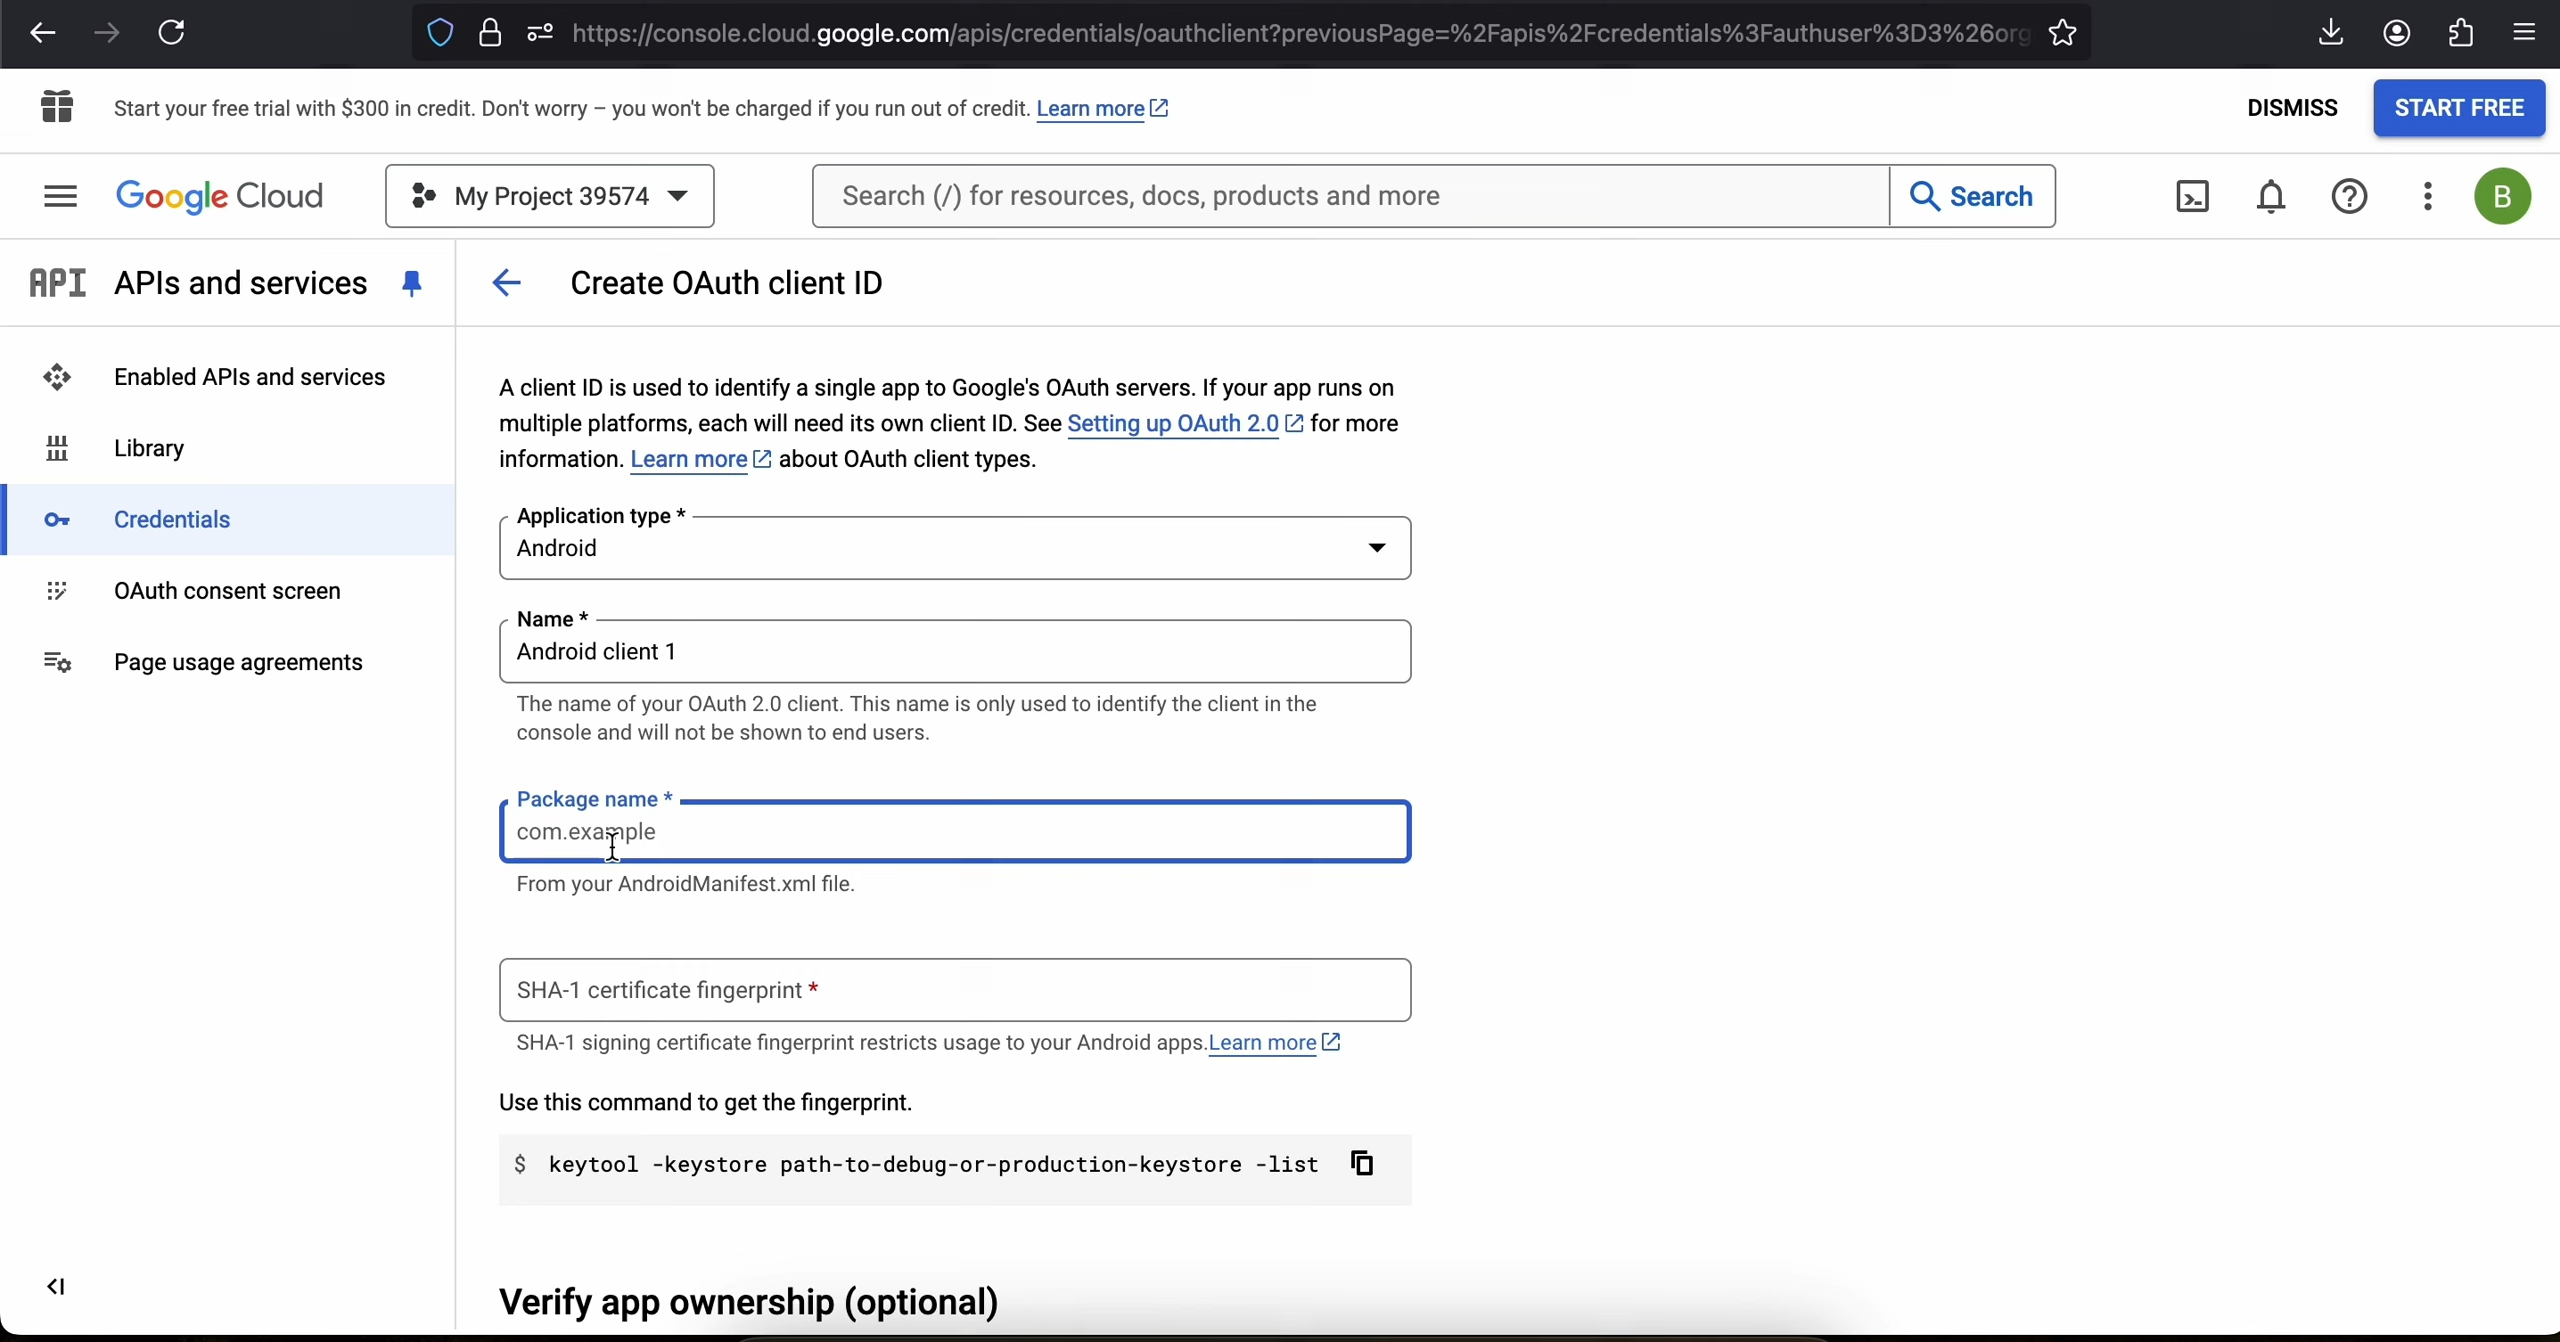 https://console.cloud.google.com/apis/credentials/oauthclient?previousPage=%2Fapis%2Fcredentials%3Fauthuser%3D3%26org
Start your free trial with $300 in credit. Don't worry – you won't be charged if you run out of credit. Learn more
DISMISS
START FREE
Google Cloud
My Project 39574
Search (/) for resources, docs, products and more
Search
B
API APIs and services
Create OAuth client ID
Enabled APIs and services
Library
Credentials
OAuth consent screen
Page usage agreements
A client ID is used to identify a single app to Google's OAuth servers. If your app runs on
multiple platforms, each will need its own client ID. See Setting up OAuth 2.0 for more
information. Learn more about OAuth client types.
Application type *
Android
Name *
Android client 1
The name of your OAuth 2.0 client. This name is only used to identify the client in the
console and will not be shown to end users.
Package name *
com.example
From your AndroidManifest.xml file.
SHA-1 certificate fingerprint *
SHA-1 signing certificate fingerprint restricts usage to your Android apps.Learn more
Use this command to get the fingerprint.
$ keytool -keystore path-to-debug-or-production-keystore -list
Verify app ownership (optional)